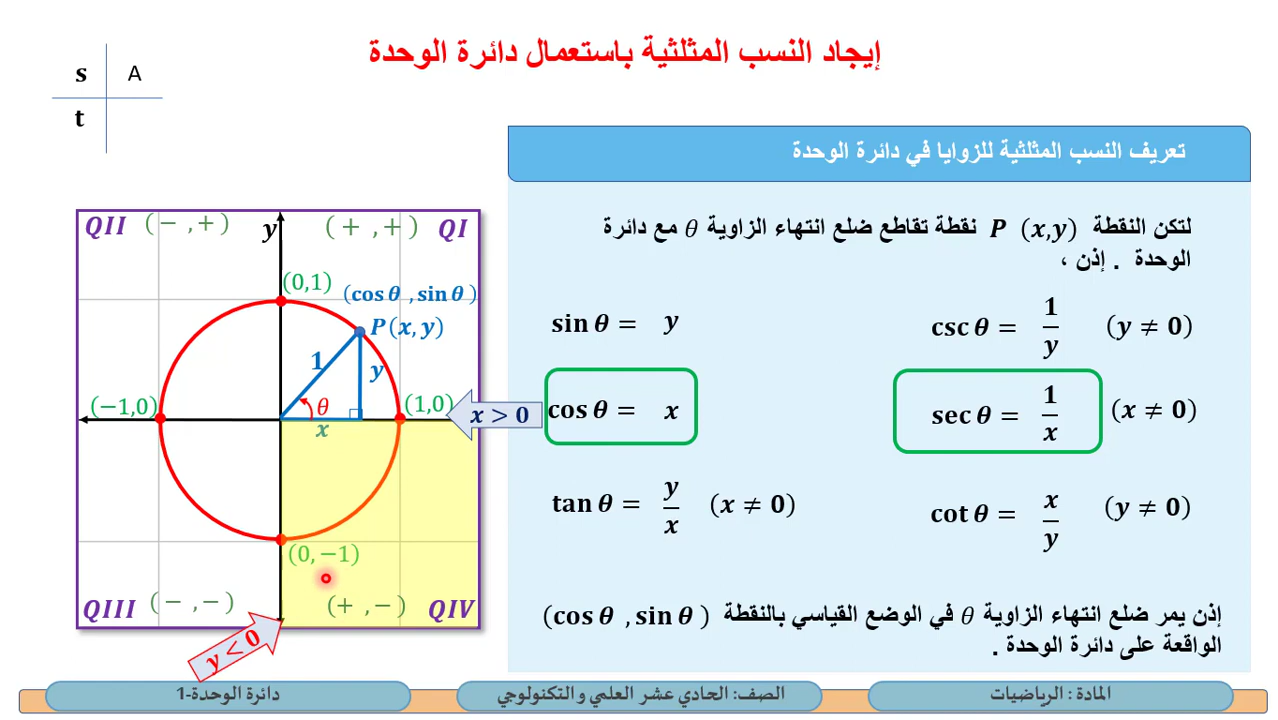 إيجاد النسب المثلثية باستعمال دائرة الوحدة
s A
t
تعريف النسب المثلثية للزوايا في دائرة الوحدة
لتكن النقطة P (x,y) نقطة تقاطع ضلع انتهاء الزاوية θ مع دائرة
الوحدة . إذن ،
sin θ = y
csc θ = 1/y (y ≠ 0)
cos θ = x
sec θ = 1/x (x ≠ 0)
tan θ = y/x (x ≠ 0)
cot θ = x/y (y ≠ 0)
إذن يمر ضلع انتهاء الزاوية θ في الوضع القياسي بالنقطة (cos θ , sin θ)
الواقعة على دائرة الوحدة .
QII (− , +) y (+ , +) QI
(0,1)
(cos θ , sin θ)
P(x, y)
1 y
(−1,0) θ (1,0)
x
x > 0
(0, −1)
QIII (− , −) (+ , −) QIV
y < 0
المادة : الرياضيات
الصف: الحادي عشر العلمي والتكنولوجي
دائرة الوحدة-1